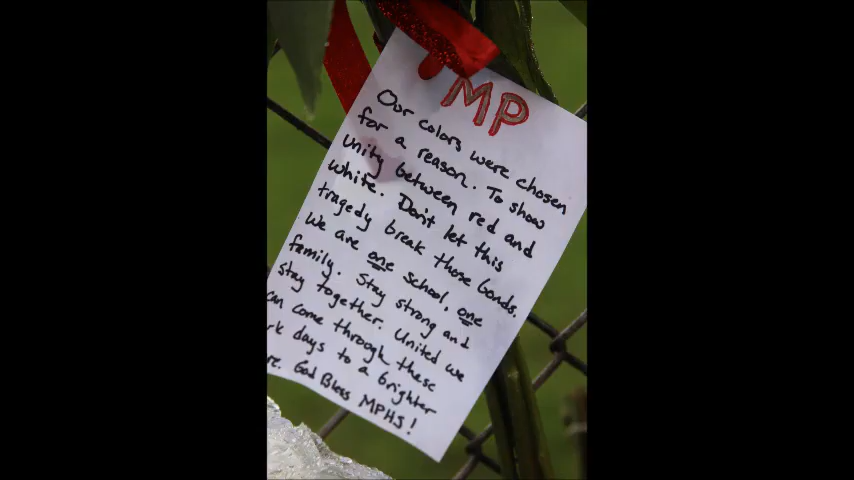 MP
Our colors were chosen
for a reason. To show
unity between red and
white. Don't let this
tragedy break those bonds.
We are one school, one
family. Stay strong and
stay together. United we
can come through these
rk days to a brighter
re. God Bless MPHS!